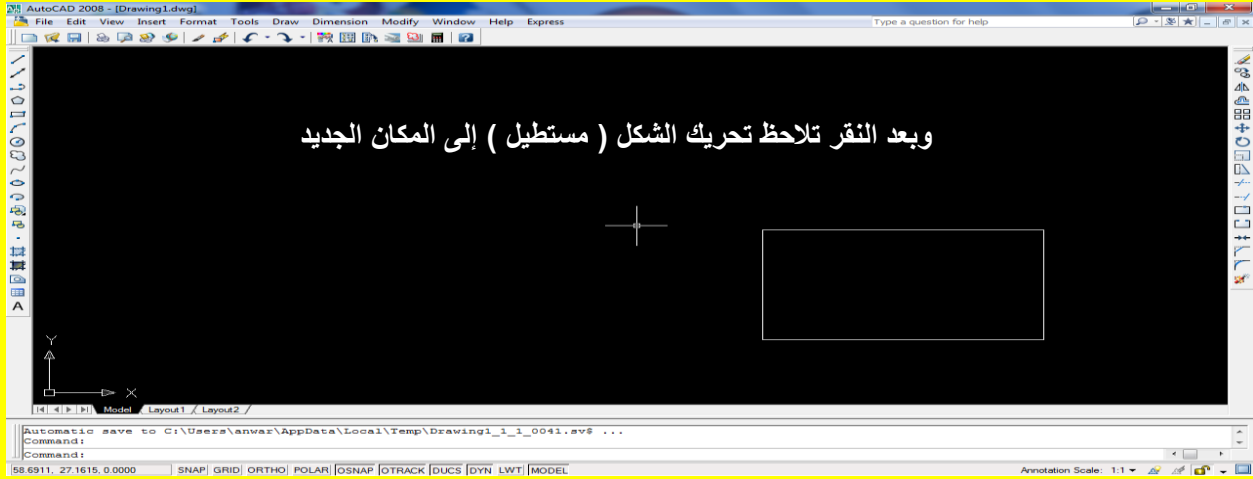 AutoCAD 2008 - [Drawing1.dwg]
File Edit View Insert Format Tools Draw Dimension Modify Window Help Express Type a question for help
وبعد النقر تلاحظ تحريك الشكل ( مستطيل ) إلى المكان الجديد
A
Y
X
Model Layout1 Layout2
Automatic save to C:\Users\anwar\AppData\Local\Temp\Drawing1_1_1_0041.sv$ ...
Command:
Command:
58.6911, 27.1615, 0.0000 SNAP GRID ORTHO POLAR OSNAP OTRACK DUCS DYN LWT MODEL Annotation Scale: 1:1